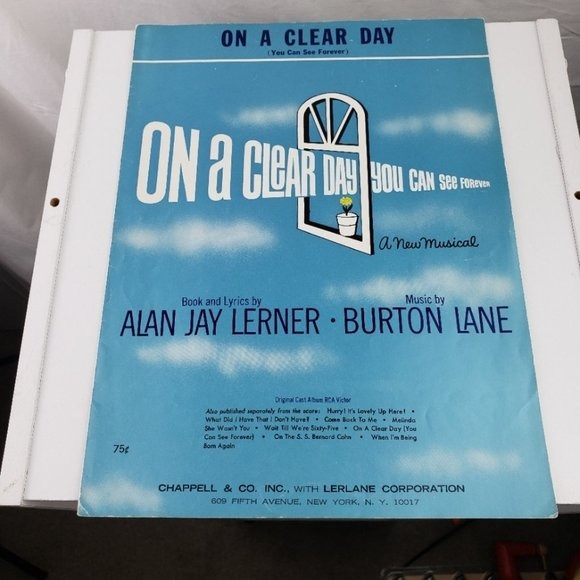 ON A CLEAR DAY
(You Can See Forever)
ON a CLEAR DAY YOU CAN See FOREVER
A New Musical
Book and Lyrics by
ALAN JAY LERNER •
Music by
BURTON LANE
Original Cast Album RCA Victor
Also published separately from the score: Hurry! It's Lovely Up Here! •
What Did I Have That I Don't Have? • Come Back To Me • Melinda
She Wasn't You • Wait Till We're Sixty-Five • On A Clear Day (You
Can See Forever) • On The S. S. Bernard Cohn • When I'm Being
Born Again
75¢
CHAPPELL & CO. INC., WITH LERLANE CORPORATION
609 FIFTH AVENUE, NEW YORK, N. Y. 10017